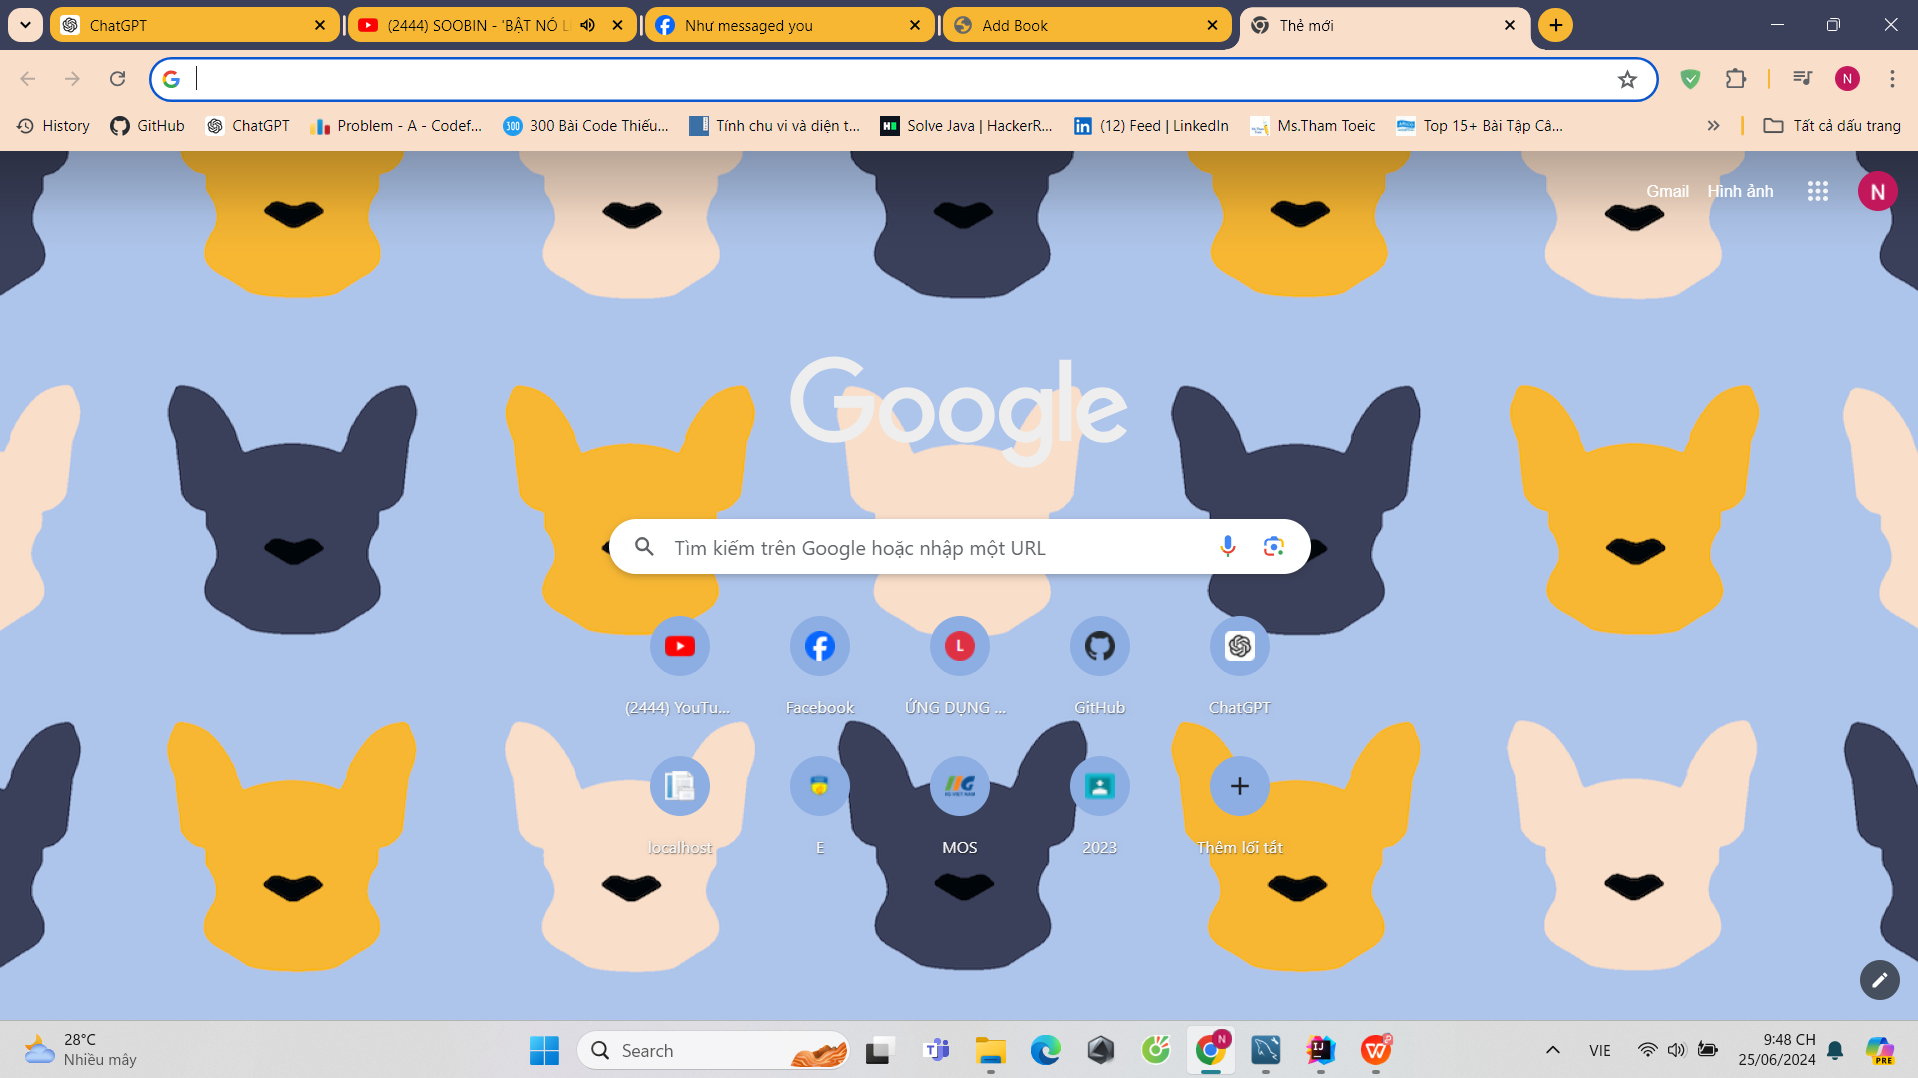 ChatGPT
(2444) SOOBIN - 'BẬT NÓ L
Như messaged you
Add Book
Thẻ mới
N
History
GitHub
ChatGPT
Problem - A - Codef...
300 Bài Code Thiếu...
Tính chu vi và diện t...
Solve Java | HackerR...
(12) Feed | LinkedIn
Ms.Tham Toeic
Top 15+ Bài Tập Câ...
Tất cả dấu trang
Gmail
Hình ảnh
N
Google
Tìm kiếm trên Google hoặc nhập một URL
L
(2444) YouTu...
Facebook
ỨNG DỤNG ...
GitHub
ChatGPT
localhost
E
MOS
2023
Thêm lối tắt
28°C
Nhiều mây
Search
VIE
9:48 CH
25/06/2024
PRE